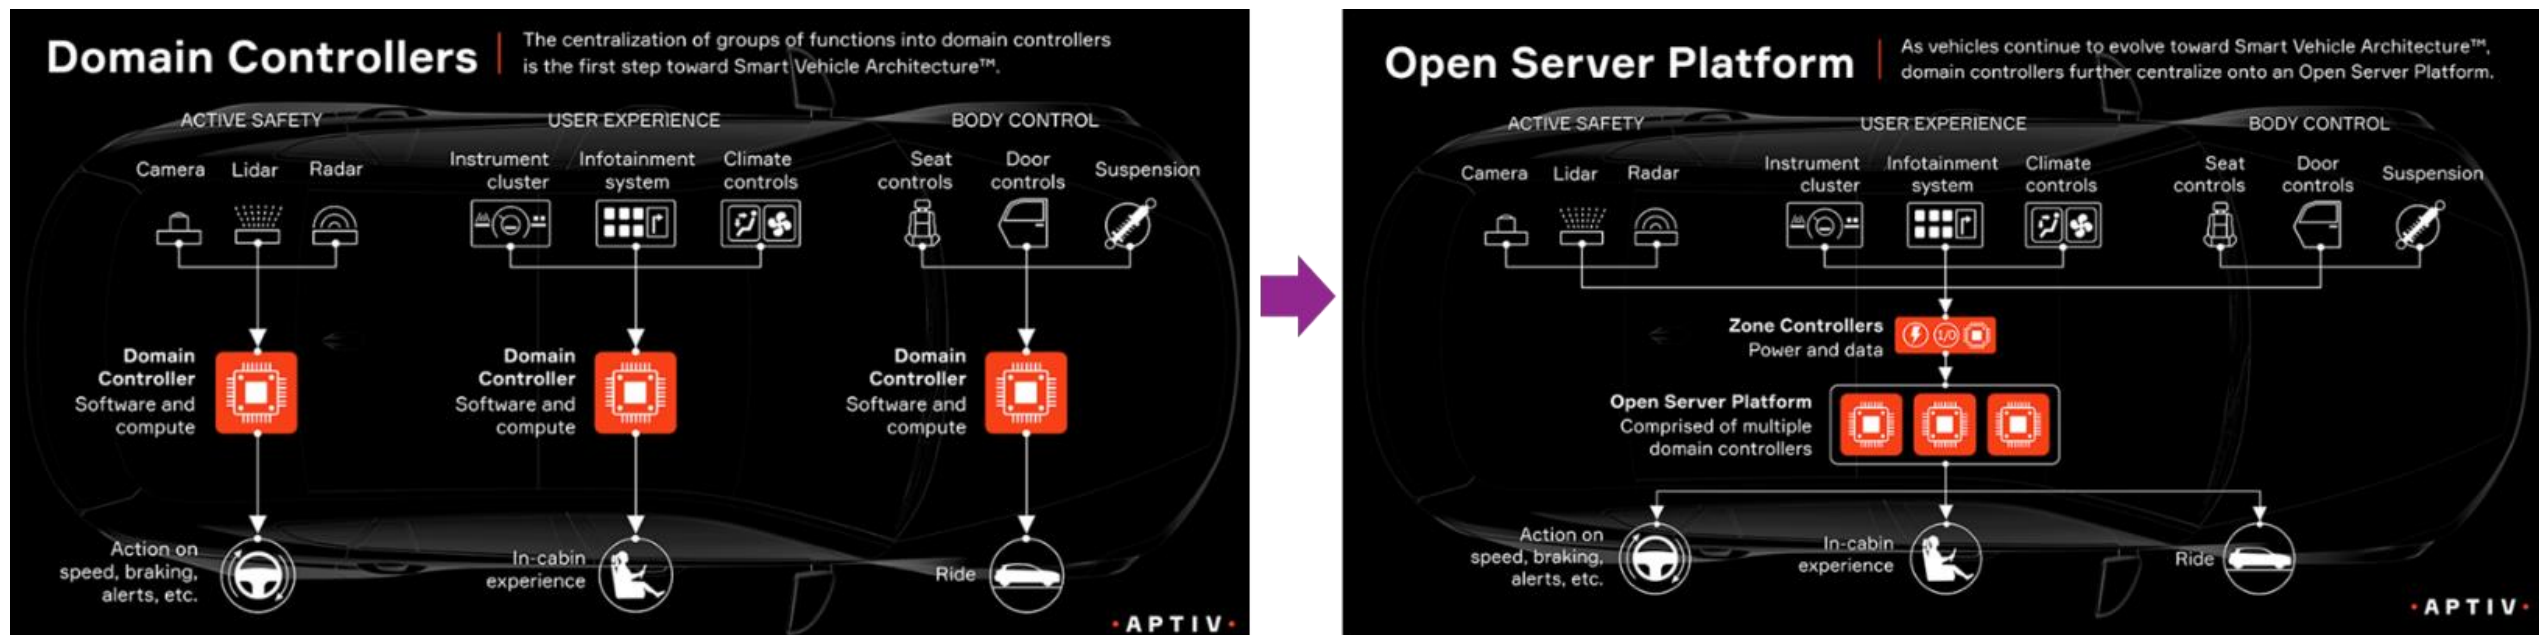 Domain Controllers
The centralization of groups of functions into domain controllers
is the first step toward Smart Vehicle Architecture™.
ACTIVE SAFETY
USER EXPERIENCE
BODY CONTROL
Camera
Lidar
Radar
Instrument
cluster
Infotainment
system
Climate
controls
Seat
controls
Door
controls
Suspension
Domain
Controller
Software and
compute
Domain
Controller
Software and
compute
Domain
Controller
Software and
compute
Action on
speed, braking,
alerts, etc.
In-cabin
experience
Ride
• APTIV •
Open Server Platform
As vehicles continue to evolve toward Smart Vehicle Architecture™,
domain controllers further centralize onto an Open Server Platform.
ACTIVE SAFETY
USER EXPERIENCE
BODY CONTROL
Camera
Lidar
Radar
Instrument
cluster
Infotainment
system
Climate
controls
Seat
controls
Door
controls
Suspension
Zone Controllers
Power and data
1/0
Open Server Platform
Comprised of multiple
domain controllers
Action on
speed, braking,
alerts, etc.
In-cabin
experience
Ride
• APTIV •